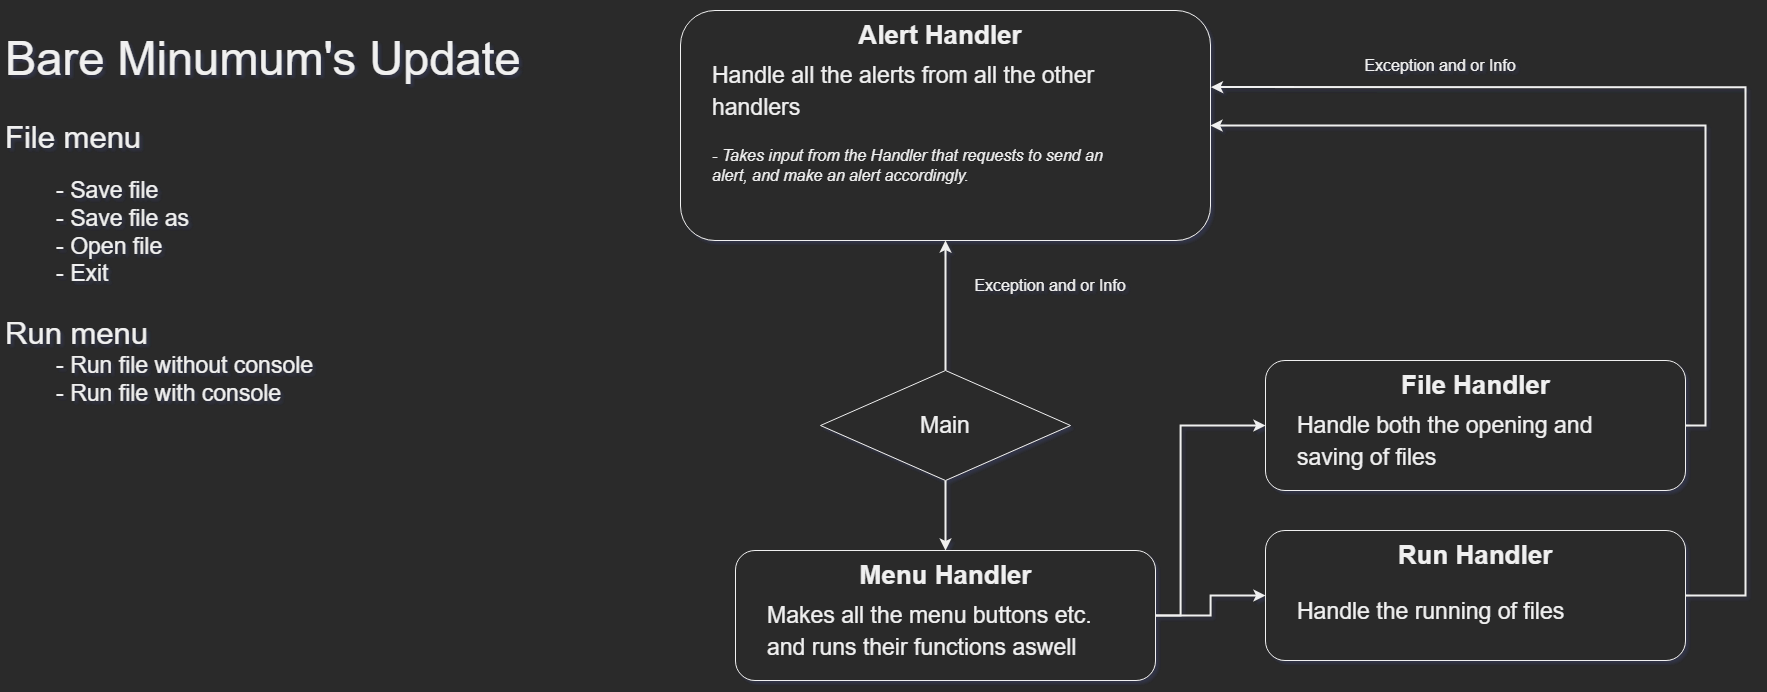 Bare Minumum's Update
File menu
- Save file
- Save file as
- Open file
- Exit
Run menu
- Run file without console
- Run file with console
Alert Handler
Handle all the alerts from all the other
handlers
- Takes input from the Handler that requests to send an
alert, and make an alert accordingly.
Exception and or Info
Exception and or Info
Main
File Handler
Handle both the opening and
saving of files
Menu Handler
Makes all the menu buttons etc.
and runs their functions aswell
Run Handler
Handle the running of files